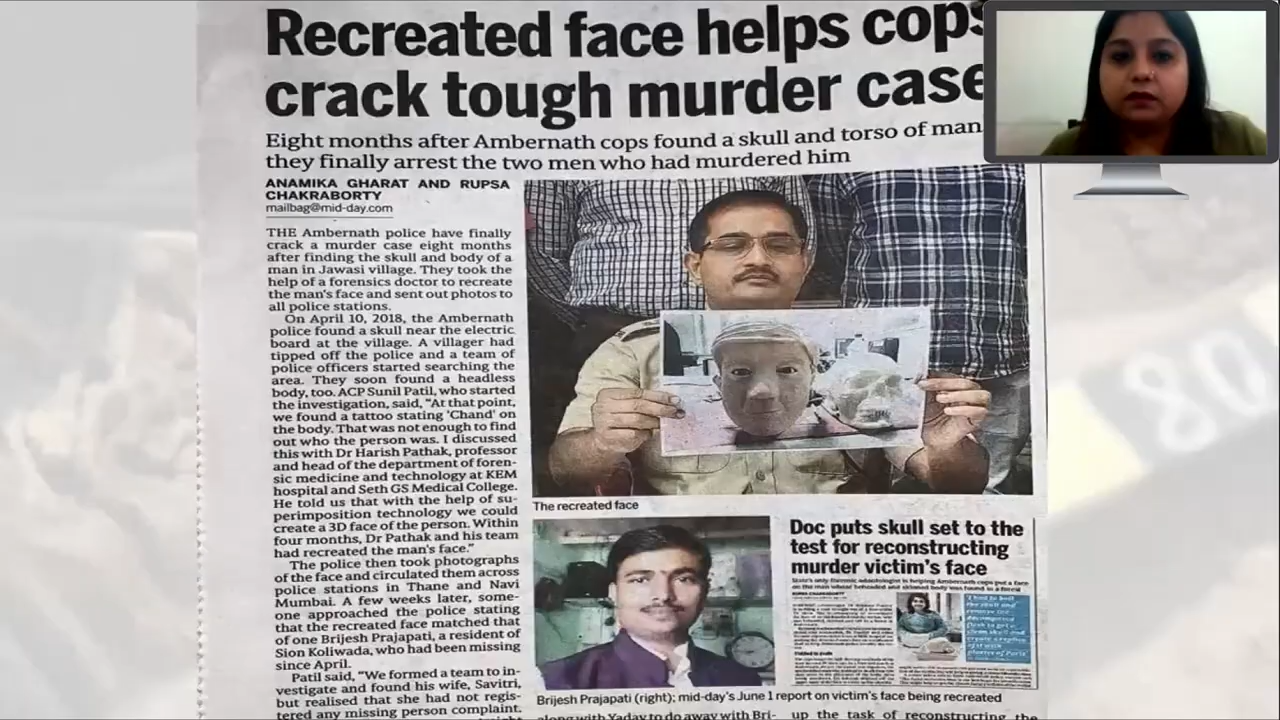 Recreated face helps cops
crack tough murder case
Eight months after Ambernath cops found a skull and torso of man
they finally arrest the two men who had murdered him
ANAMIKA GHARAT AND RUPSA
CHAKRABORTY
mailbag@mid-day.com
THE Ambernath police have finally
crack a murder case eight months
after finding the skull and body of a
man in Jawasi village. They took the
help of a forensics doctor to recreate
the man's face and sent out photos to
all police stations.
On April 10, 2018, the Ambernath
police found a skull near the electric
board at the village. A villager had
tipped off the police and a team of
police officers started searching the
area. They soon found a headless
body, too. ACP Sunil Patil, who started
the investigation, said, "At that point,
we found a tattoo stating 'Chand' on
the body. That was not enough to find
out who the person was. I discussed
this with Dr Harish Pathak, professor
and head of the department of foren-
sic medicine and technology at KEM
hospital and Seth GS Medical College.
He told us that with the help of su-
perimposition technology we could
create a 3D face of the person. Within
four months, Dr Pathak and his team
had recreated the man's face."
The police then took photographs
of the face and circulated them across
police stations in Thane and Navi
Mumbai. A few weeks later, some-
one approached the police stating
that the recreated face matched that
of one Brijesh Prajapati, a resident of
Sion Koliwada, who had been missing
since April.
Patil said, "We formed a team to in-
vestigate and found his wife, Savitri,
but realised that she had not regis-
tered any missing person complaint.
The recreated face
Doc puts skull set to the
test for reconstructing
murder victim's face
Brijesh Prajapati (right); mid-day's June 1 report on victim's face being recreated
along with Yadav to do away with Bri-
up the task of reconstructing the
80